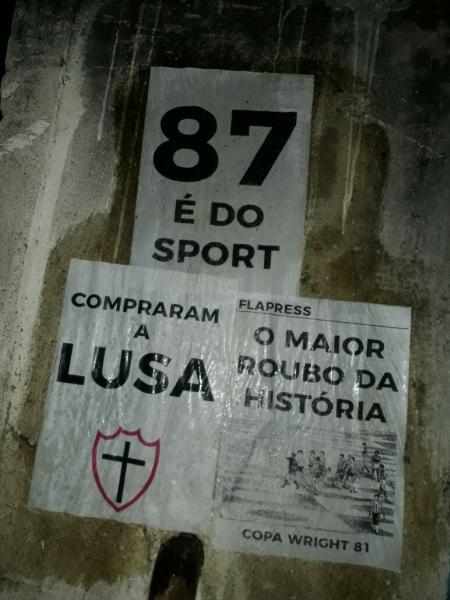 87
É DO
SPORT
COMPRARAM
A
LUSA
FLAPRESS
O MAIOR
ROUBO DA
HISTÓRIA
COPA WRIGHT 81